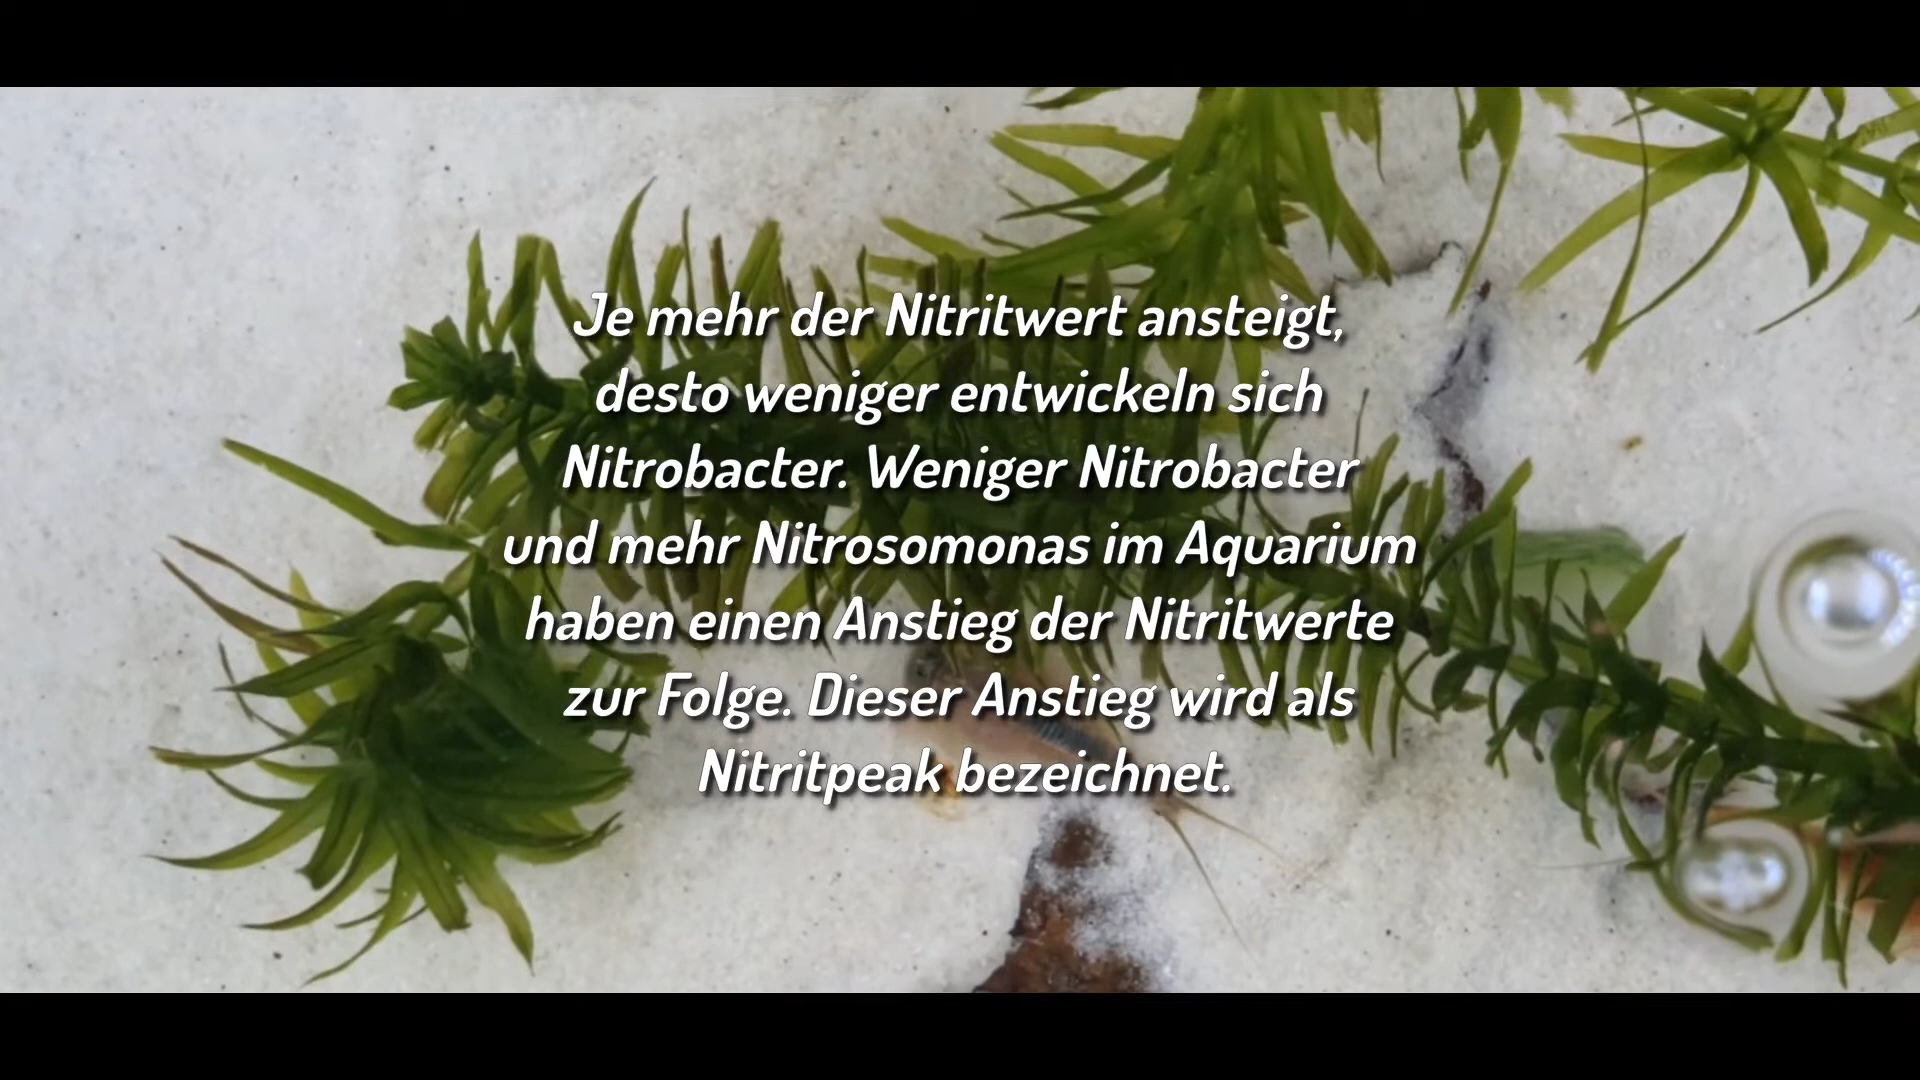 Je mehr der Nitritwert ansteigt,
desto weniger entwickeln sich
Nitrobacter. Weniger Nitrobacter
und mehr Nitrosomonas im Aquarium
haben einen Anstieg der Nitritwerte
zur Folge. Dieser Anstieg wird als
Nitritpeak bezeichnet.